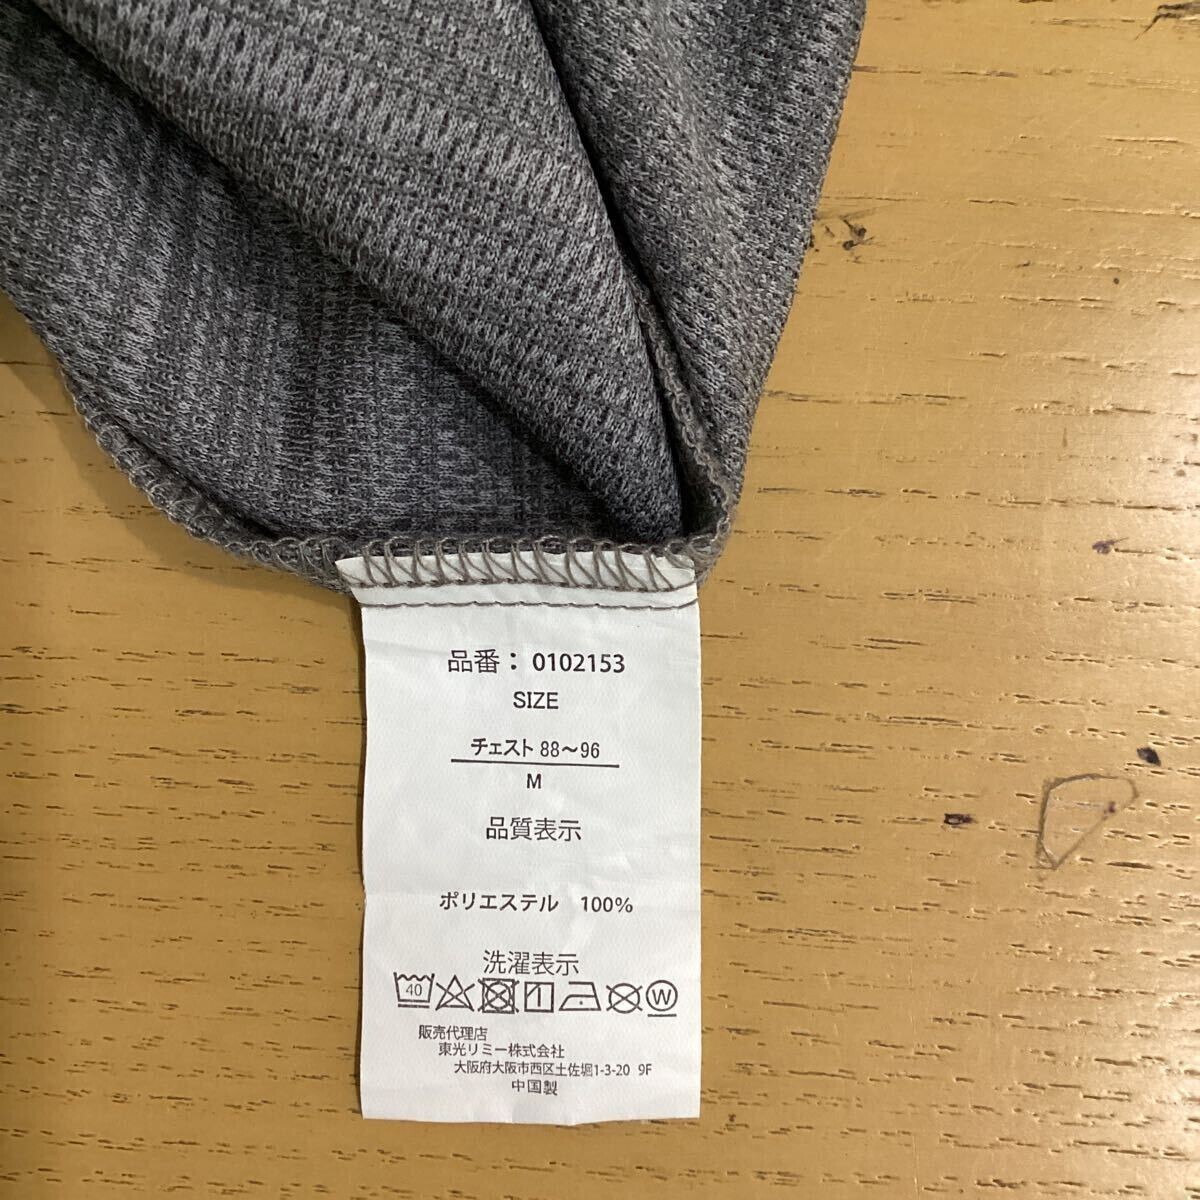 品番： 0102153
SIZE
チェスト 88～96
M
品質表示
ポリエステル 100%
洗濯表示
40 W
販売代理店
東光リミー株式会社
大阪府大阪市西区土佐堀1-3-20 9F
中国製